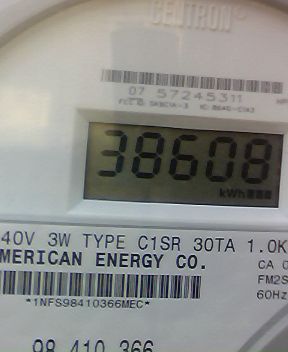 CENTRON®
07 57245311
38608
kWh
40V 3W TYPE C1SR 30TA 1.0K
MERICAN ENERGY CO.
CA 0
FM2S
60Hz
*1NFS98410366MEC*
98 410 366